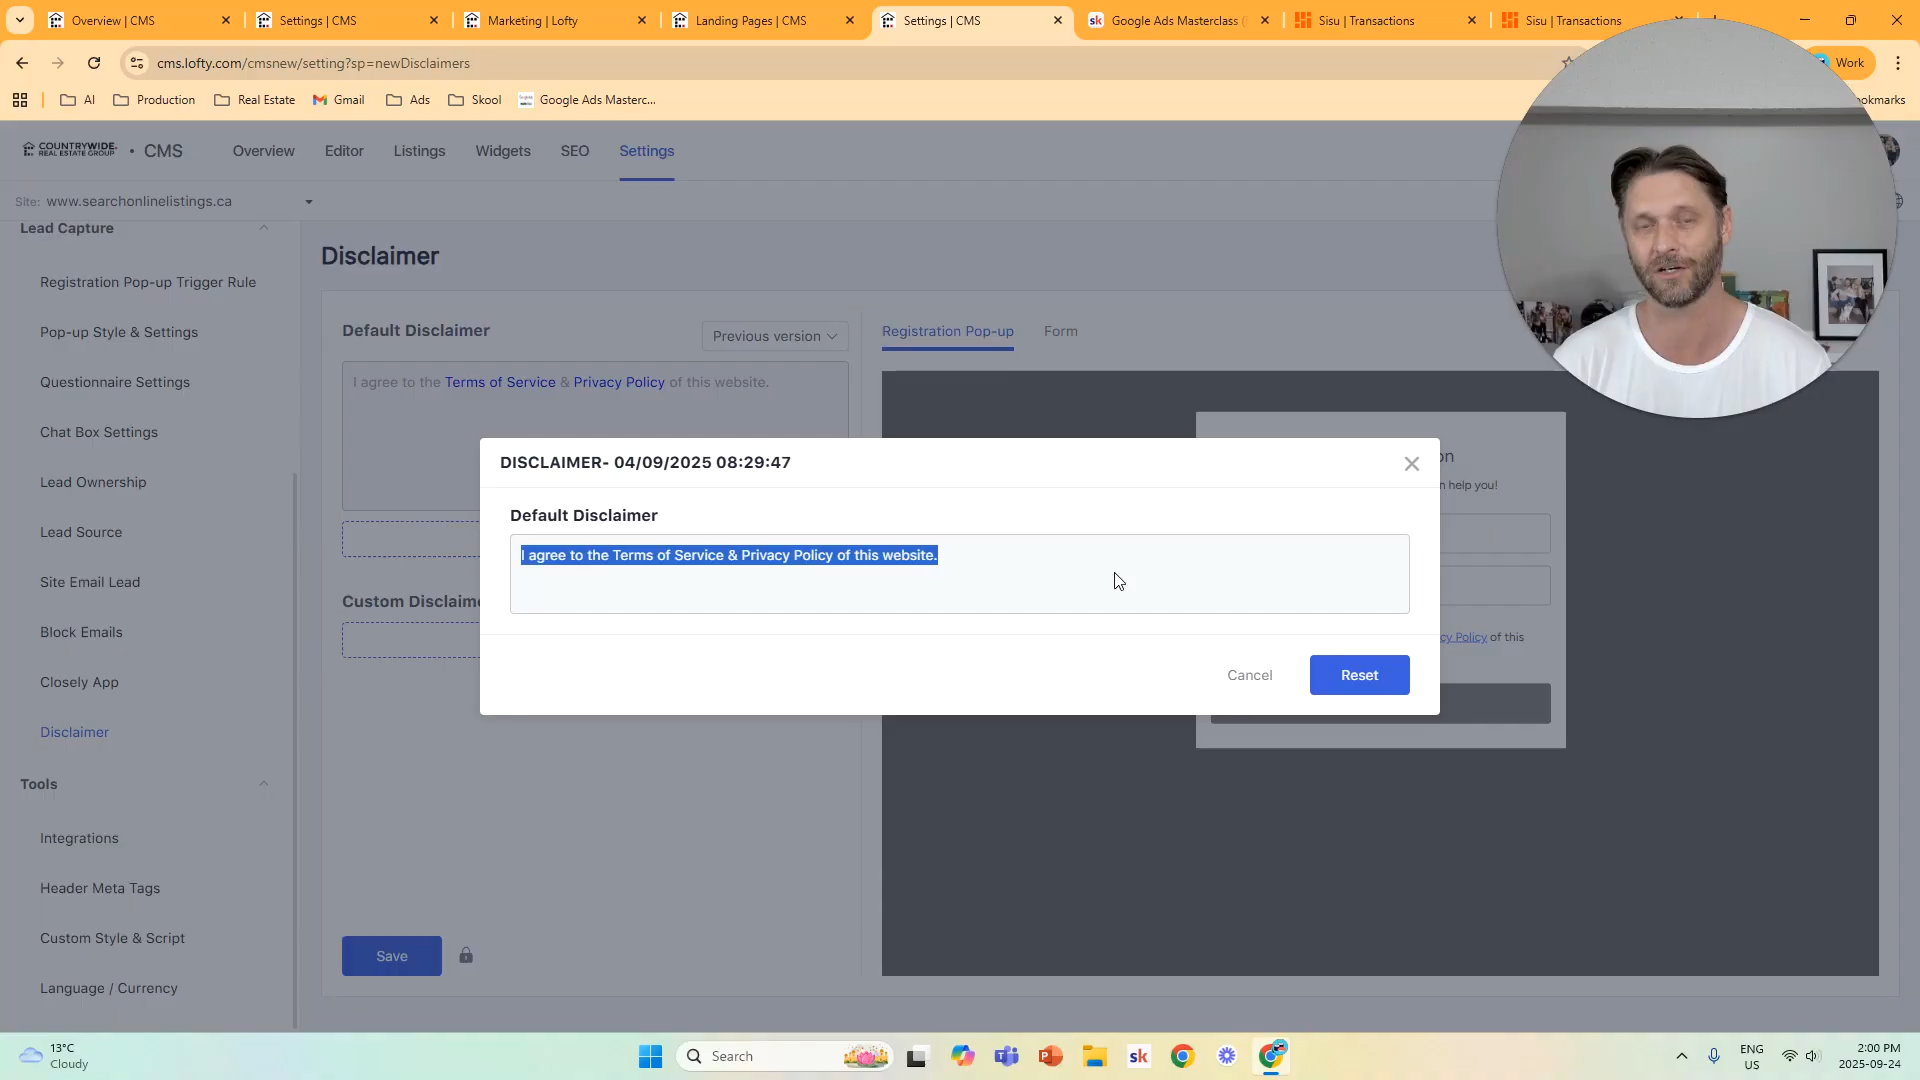 Overview | CMS
Settings | CMS
Marketing | Lofty
Landing Pages | CMS
Settings | CMS
Google Ads Masterclass
Sisu | Transactions
Sisu | Transactions
cms.lofty.com/cmsnew/setting?sp=newDisclaimers
Work
AI
Production
Real Estate
Gmail
Ads
Skool
Google Ads Masterc...
COUNTRYWIDE
REAL ESTATE GROUP
• CMS
Overview
Editor
Listings
Widgets
SEO
Settings
Site: www.searchonlinelistings.ca
Lead Capture
Registration Pop-up Trigger Rule
Pop-up Style & Settings
Questionnaire Settings
Chat Box Settings
Lead Ownership
Lead Source
Site Email Lead
Block Emails
Closely App
Disclaimer
Tools
Integrations
Header Meta Tags
Custom Style & Script
Language / Currency
Disclaimer
Default Disclaimer
Previous version
I agree to the Terms of Service & Privacy Policy of this website.
Save
Registration Pop-up
Form
n help you!
Policy of this
DISCLAIMER- 04/09/2025 08:29:47
Default Disclaimer
I agree to the Terms of Service & Privacy Policy of this website.
Cancel
Reset
13°C
Cloudy
Search
sk
ENG
US
2:00 PM
2025-09-24